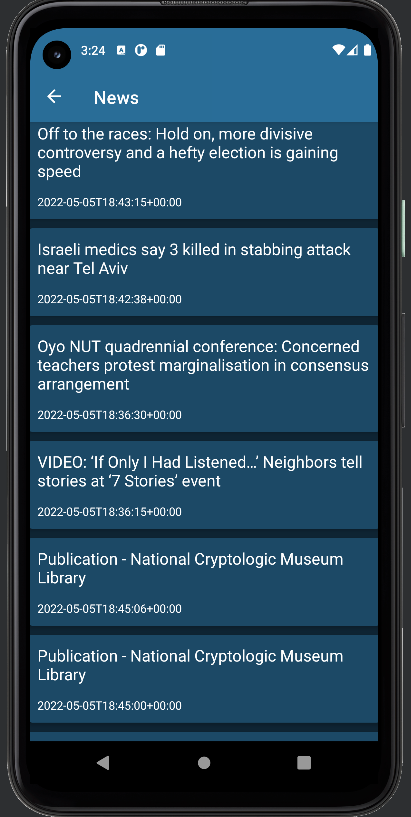 3:24
News
Off to the races: Hold on, more divisive
controversy and a hefty election is gaining
speed
2022-05-05T18:43:15+00:00
Israeli medics say 3 killed in stabbing attack
near Tel Aviv
2022-05-05T18:42:38+00:00
Oyo NUT quadrennial conference: Concerned
teachers protest marginalisation in consensus
arrangement
2022-05-05T18:36:30+00:00
VIDEO: ‘If Only I Had Listened…’ Neighbors tell
stories at ‘7 Stories’ event
2022-05-05T18:36:15+00:00
Publication - National Cryptologic Museum
Library
2022-05-05T18:45:06+00:00
Publication - National Cryptologic Museum
Library
2022-05-05T18:45:00+00:00